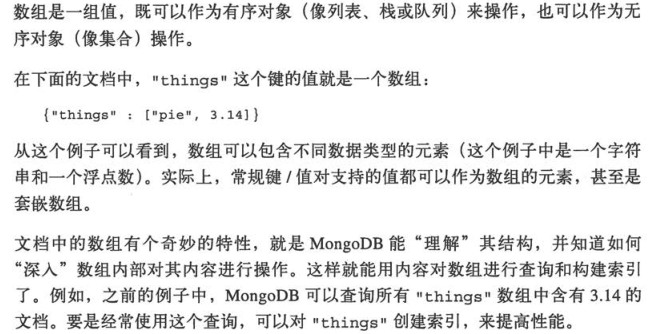 数组是一组值，既可以作为有序对象（像列表、栈或队列）来操作，也可以作为无
序对象（像集合）操作。
在下面的文档中，"things"这个键的值就是一个数组：
{"things" : ["pie", 3.14]}
从这个例子可以看到，数组可以包含不同数据类型的元素（这个例子中是一个字符
串和一个浮点数）。实际上，常规键/值对支持的值都可以作为数组的元素，甚至是
套嵌数组。
文档中的数组有个奇妙的特性，就是 MongoDB 能“理解”其结构，并知道如何
“深入”数组内部对其内容进行操作。这样就能用内容对数组进行查询和构建索引
了。例如，之前的例子中，MongoDB 可以查询所有 "things" 数组中含有 3.14 的
文档。要是经常使用这个查询，可以对 "things" 创建索引，来提高性能。